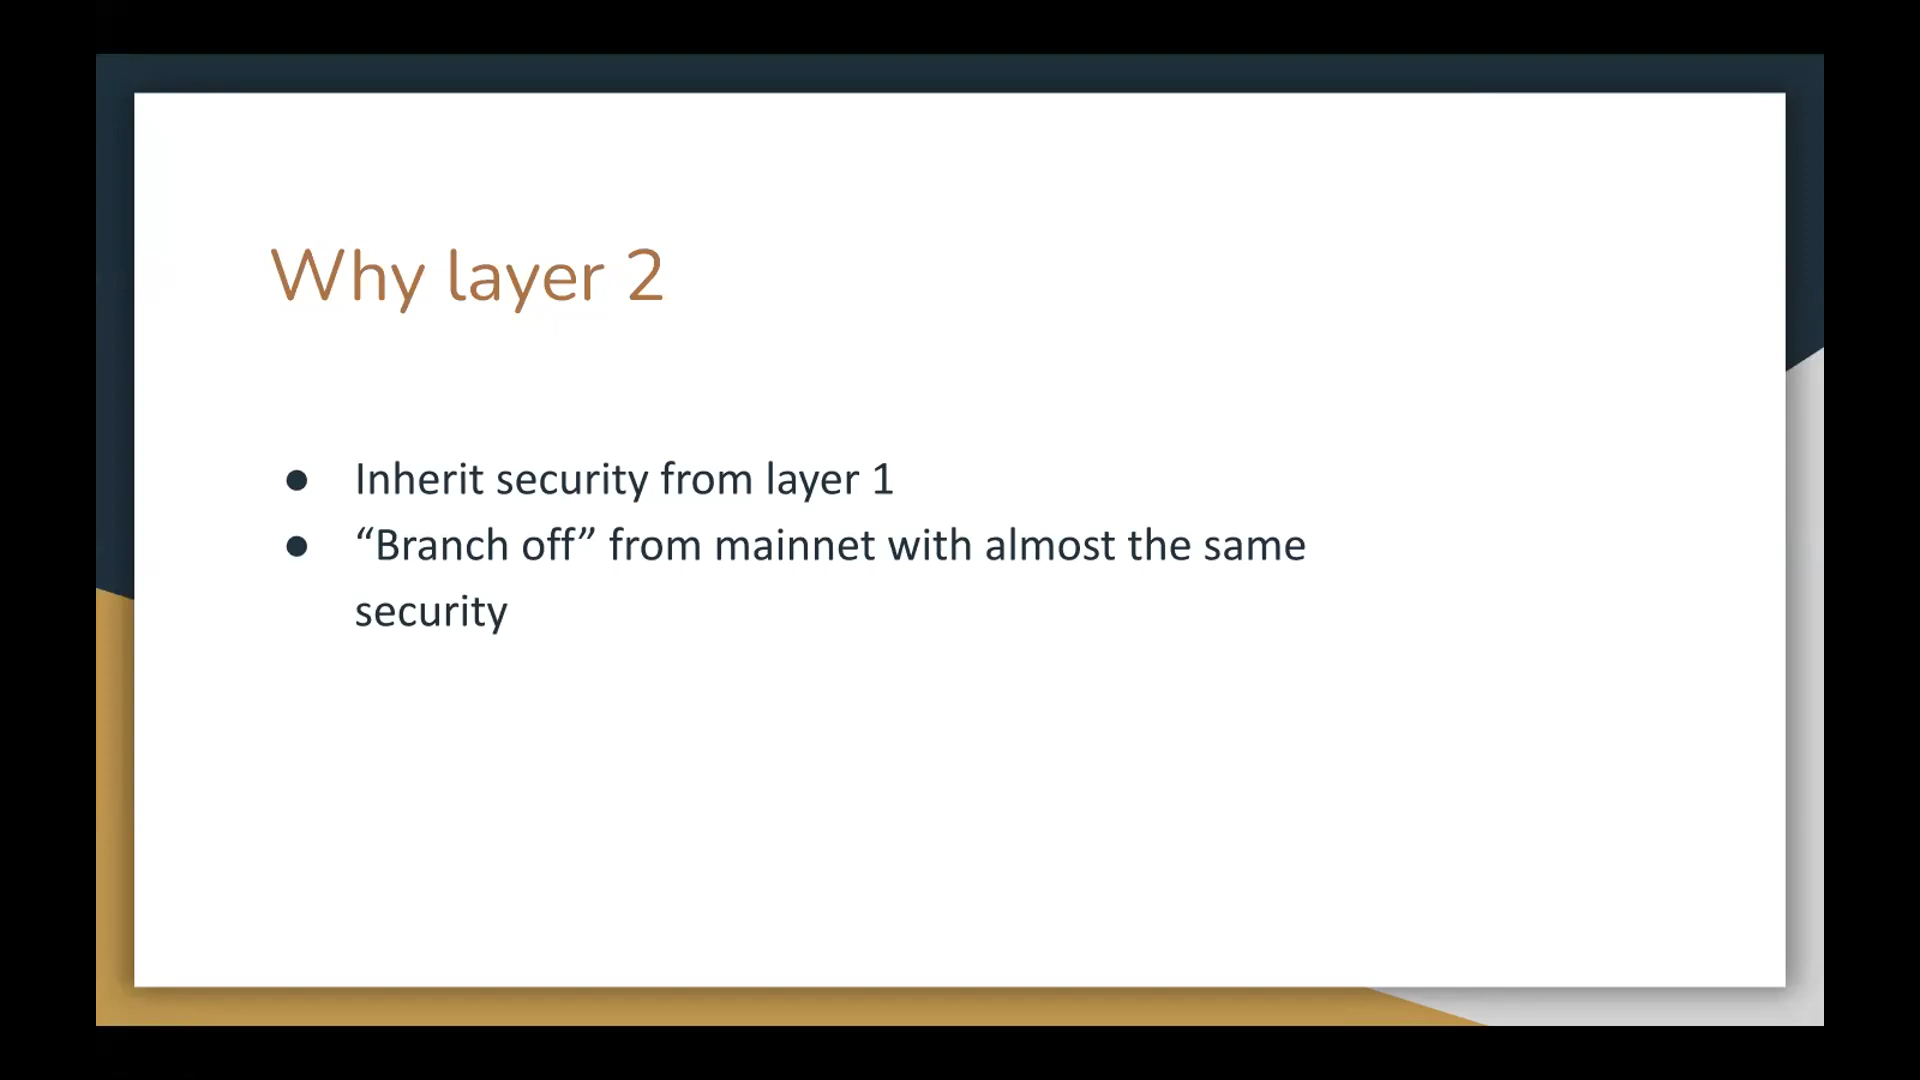 Why layer 2
● Inherit security from layer 1
● “Branch off” from mainnet with almost the same
security